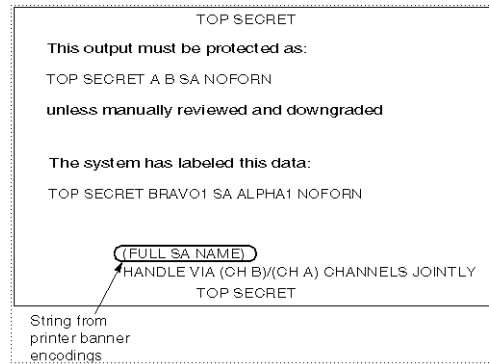 TOP SECRET
This output must be protected as:
TOP SECRET A B SA NOFORN
unless manually reviewed and downgraded
The system has labeled this data:
TOP SECRET BRAVO1 SA ALPHA1 NOFORN
(FULL SA NAME)
HANDLE VIA (CH B)/(CH A) CHANNELS JOINTLY
TOP SECRET
String from
printer banner
encodings